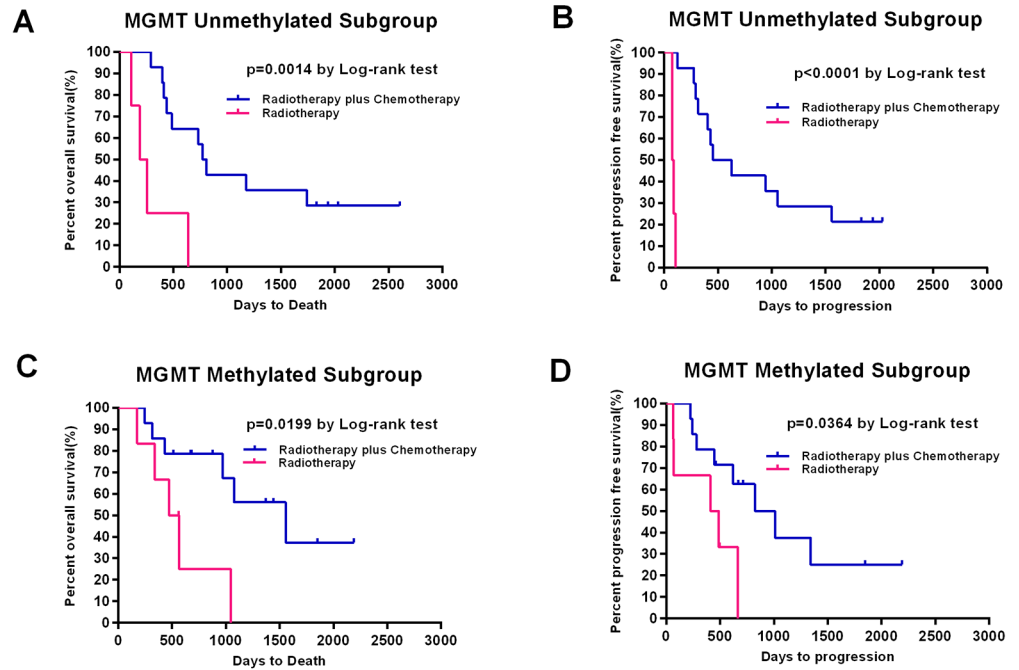 A
MGMT Unmethylated Subgroup
Percent overall survival(%)
100
90
80
70
60
50
40
30
20
10
0
p=0.0014 by Log-rank test
Radiotherapy plus Chemotherapy
Radiotherapy
0 500 1000 1500 2000 2500 3000
Days to Death
B
MGMT Unmethylated Subgroup
Percent progression free survival(%)
100
90
80
70
60
50
40
30
20
10
0
p<0.0001 by Log-rank test
Radiotherapy plus Chemotherapy
Radiotherapy
0 500 1000 1500 2000 2500 3000
Days to progression
C
MGMT Methylated Subgroup
Percent overall survival(%)
100
90
80
70
60
50
40
30
20
10
0
p=0.0199 by Log-rank test
Radiotherapy plus Chemotherapy
Radiotherapy
0 500 1000 1500 2000 2500 3000
Days to Death
D
MGMT Methylated Subgroup
Percent progression free survival(%)
100
90
80
70
60
50
40
30
20
10
0
p=0.0364 by Log-rank test
Radiotherapy plus Chemotherapy
Radiotherapy
0 500 1000 1500 2000 2500 3000
Days to progression